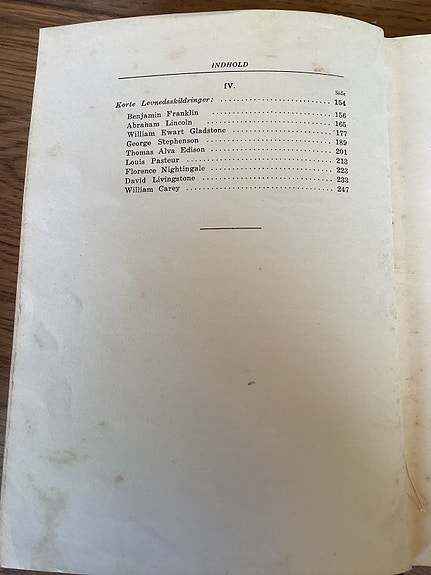 INDHOLD
IV.
Side
Korte Levnedsskildringer: 154
Benjamin Franklin 156
Abraham Lincoln 165
William Ewart Gladstone 177
George Stephenson 189
Thomas Alva Edison 201
Louis Pasteur 213
Florence Nightingale 223
David Livingstone 233
William Carey 247